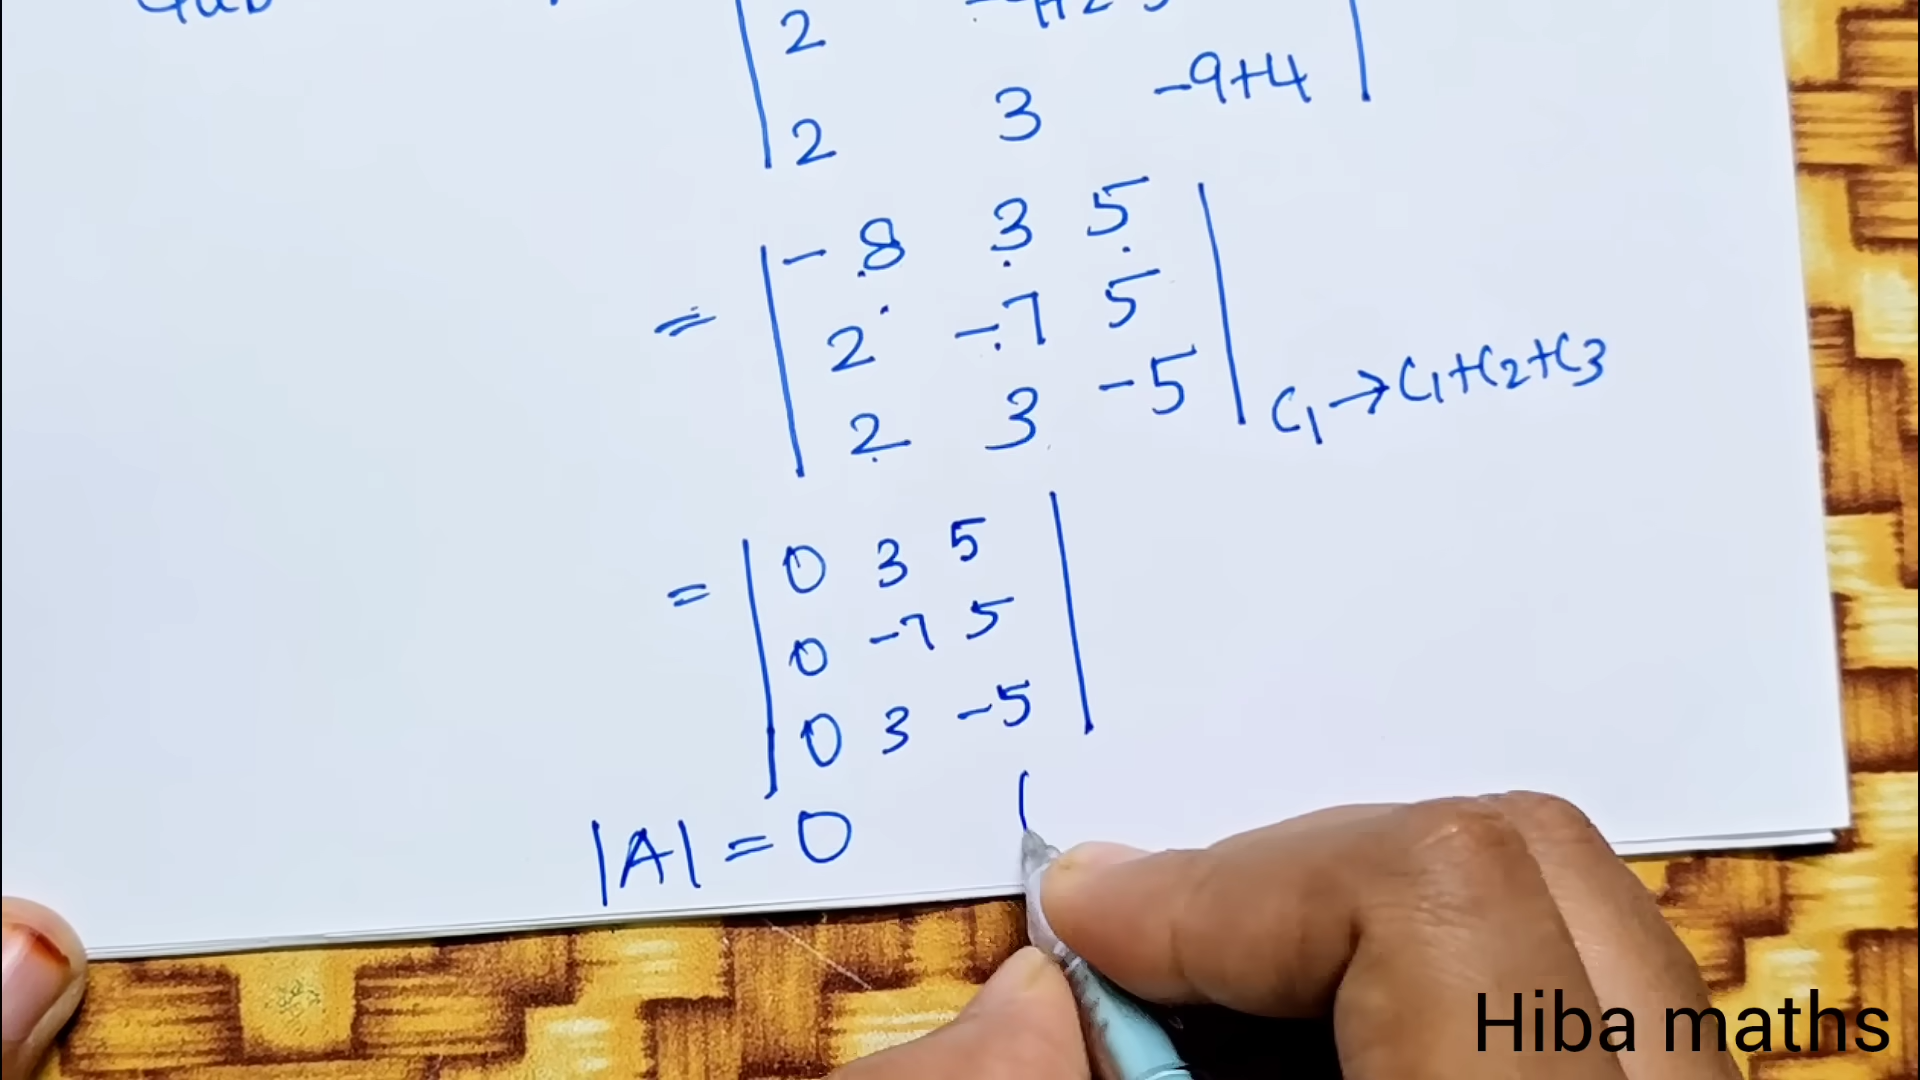 2
2 3 -9+4
-8 3 5
= 2 -7 5
2 3 -5 C1→C1+C2+C3
0 3 5
= 0 -7 5
0 3 -5
|A| = 0
Hiba maths